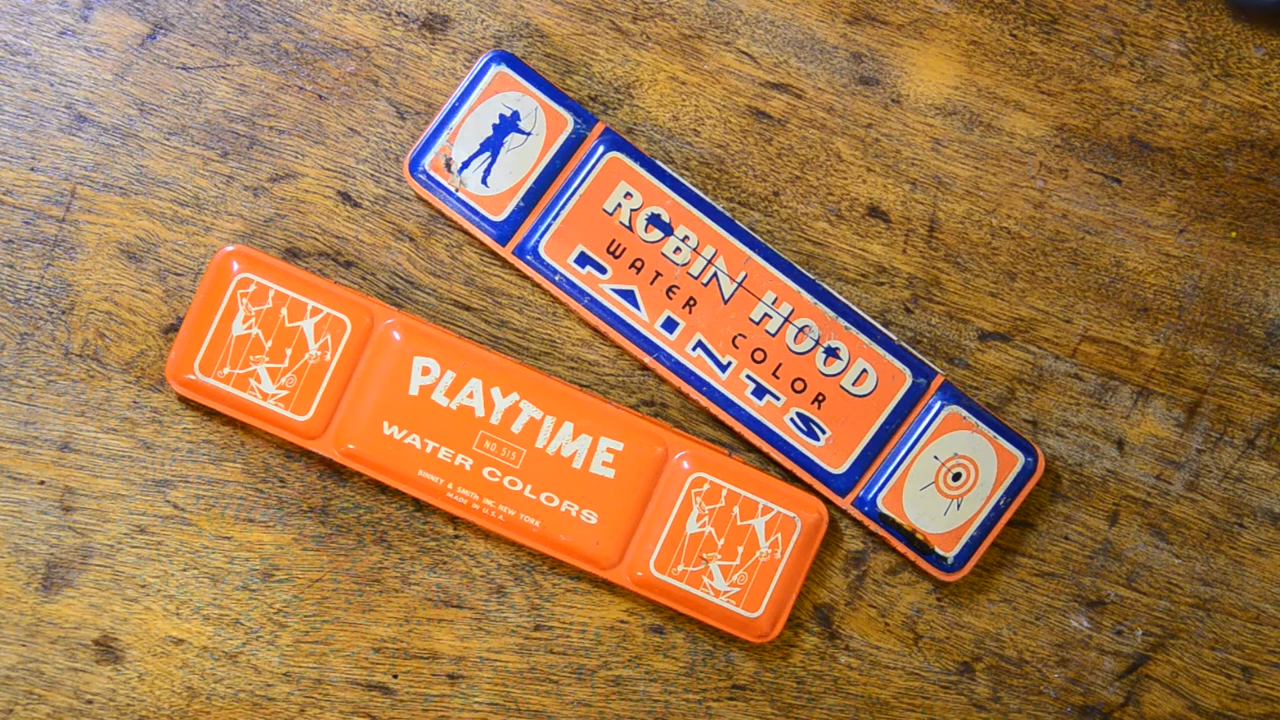 ROBIN HOOD
WATER COLOR
PAINTS
PLAYTIME
NO. 515
WATER COLORS
BINNEY & SMITH INC. NEW YORK
MADE IN U.S.A.